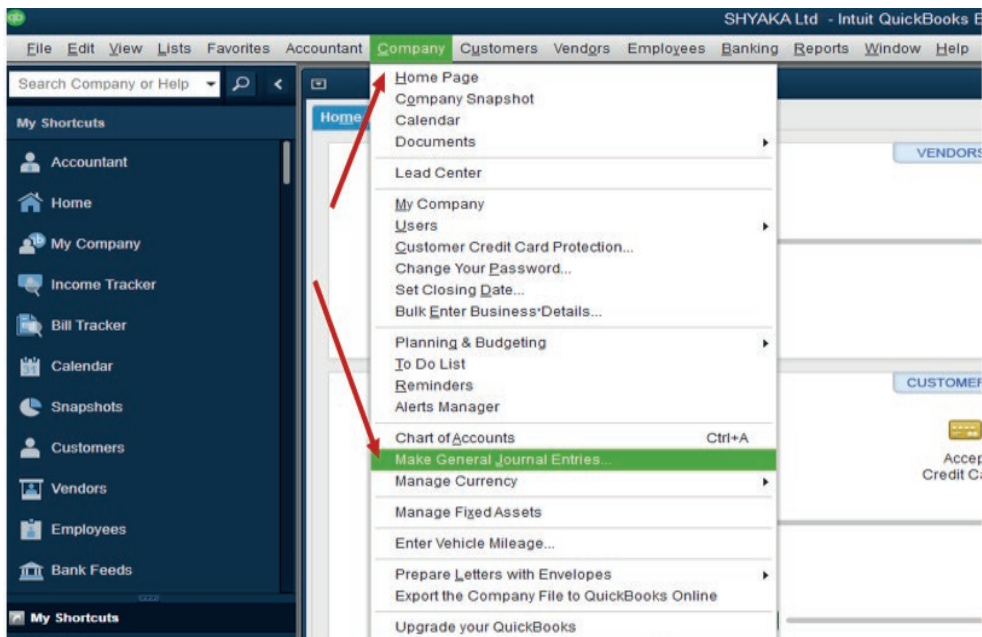 qb
SHYAKA Ltd - Intuit QuickBooks E
File Edit View Lists Favorites Accountant Company Customers Vendors Employees Banking Reports Window Help
Search Company or Help
My Shortcuts
Accountant
Home
My Company
Income Tracker
Bill Tracker
Calendar
31
Snapshots
Customers
Vendors
Employees
Bank Feeds
My Shortcuts
Home
Home Page
Company Snapshot
Calendar
Documents
Lead Center
My Company
Users
Customer Credit Card Protection...
Change Your Password...
Set Closing Date...
Bulk Enter Business Details...
Planning & Budgeting
To Do List
Reminders
Alerts Manager
Chart of Accounts Ctrl+A
Make General Journal Entries...
Manage Currency
Manage Fixed Assets
Enter Vehicle Mileage...
Prepare Letters with Envelopes
Export the Company File to QuickBooks Online
Upgrade your QuickBooks
VENDORS
CUSTOMER
Accep
Credit Ca